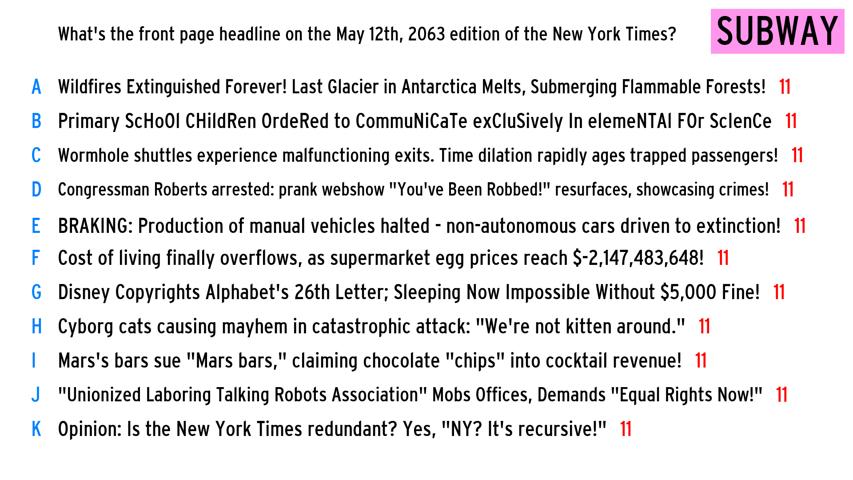 What's the front page headline on the May 12th, 2063 edition of the New York Times?
SUBWAY
A Wildfires Extinguished Forever! Last Glacier in Antarctica Melts, Submerging Flammable Forests! 11
B Primary ScHoOl CHildRen OrdeRed to CommuNiCaTe exCluSively In elemeNTAl FOr ScIenCe 11
C Wormhole shuttles experience malfunctioning exits. Time dilation rapidly ages trapped passengers! 11
D Congressman Roberts arrested: prank webshow "You've Been Robbed!" resurfaces, showcasing crimes! 11
E BRAKING: Production of manual vehicles halted - non-autonomous cars driven to extinction! 11
F Cost of living finally overflows, as supermarket egg prices reach $-2,147,483,648! 11
G Disney Copyrights Alphabet's 26th Letter; Sleeping Now Impossible Without $5,000 Fine! 11
H Cyborg cats causing mayhem in catastrophic attack: "We're not kitten around." 11
I Mars's bars sue "Mars bars," claiming chocolate "chips" into cocktail revenue! 11
J "Unionized Laboring Talking Robots Association" Mobs Offices, Demands "Equal Rights Now!" 11
K Opinion: Is the New York Times redundant? Yes, "NY? It's recursive!" 11